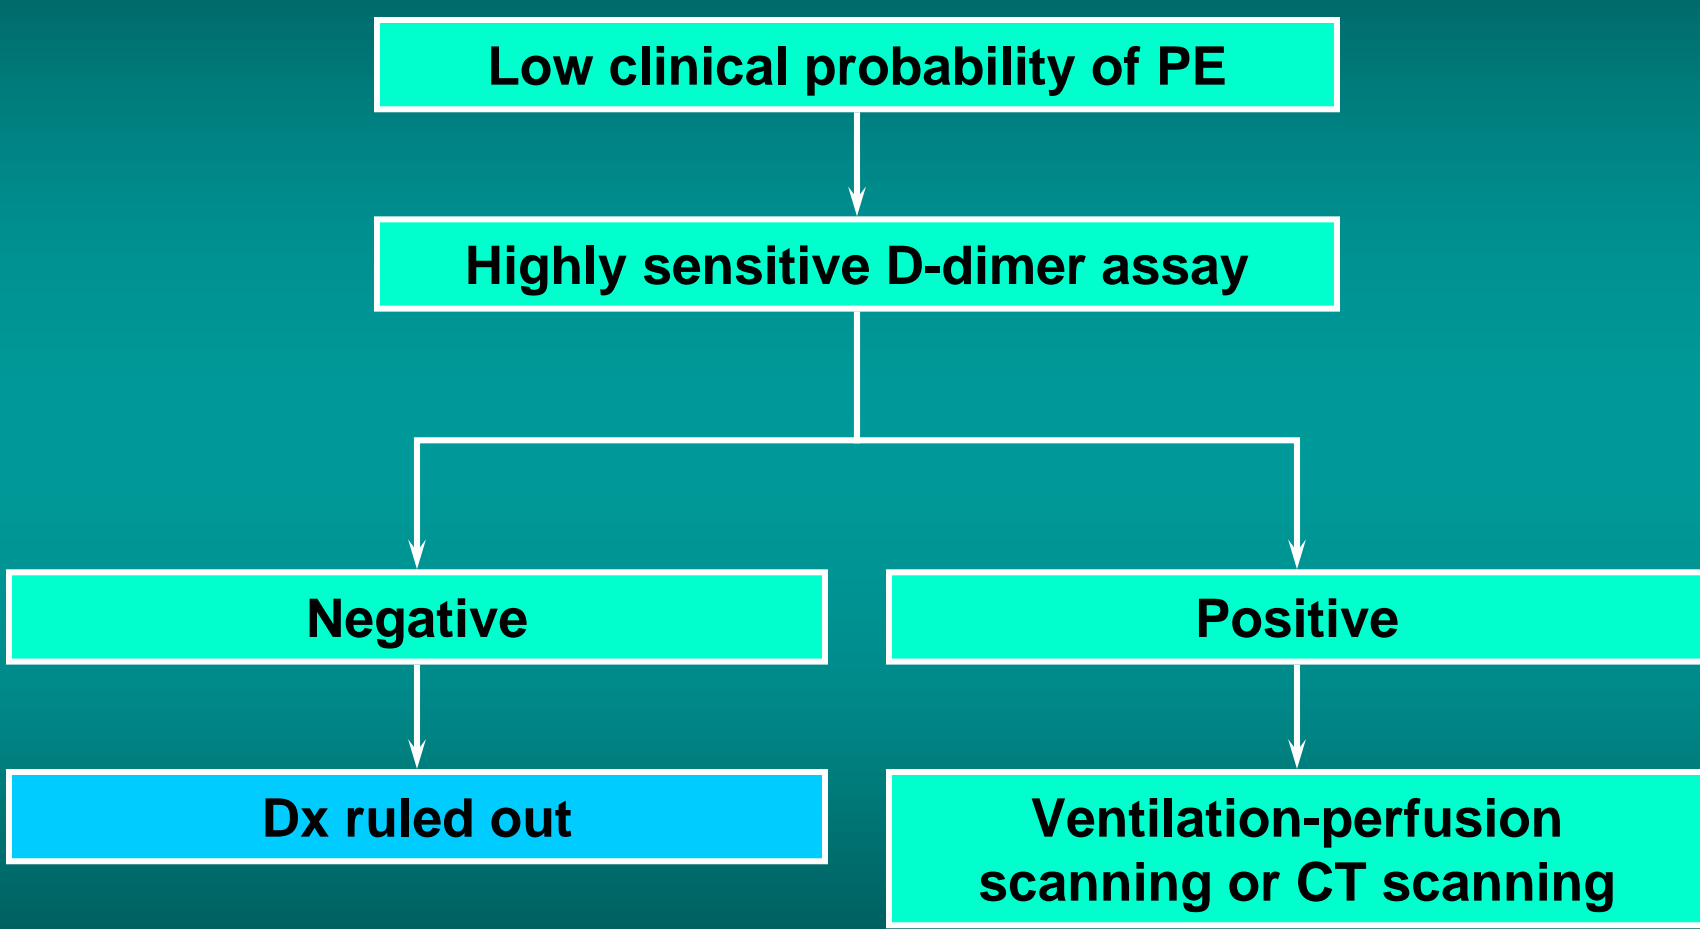 Low clinical probability of PE
Highly sensitive D-dimer assay
Negative
Positive
Dx ruled out
Ventilation-perfusion
scanning or CT scanning